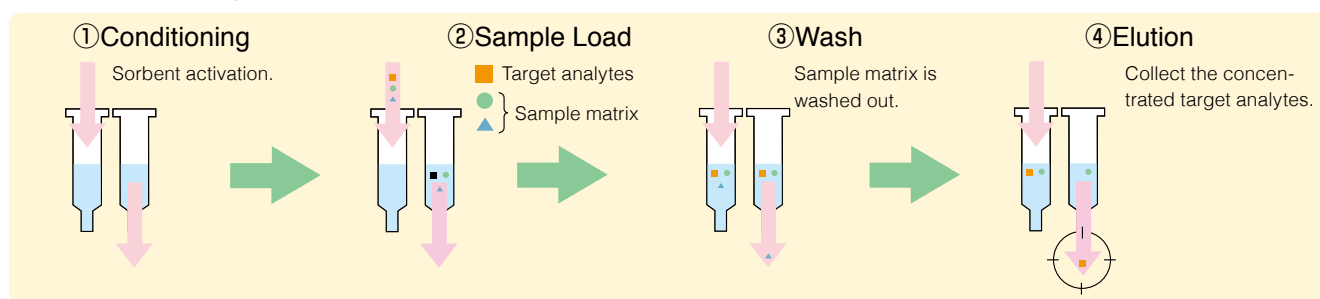 ①Conditioning
Sorbent activation.
②Sample Load
Target analytes
Sample matrix
③Wash
Sample matrix is
washed out.
④Elution
Collect the concen-
trated target analytes.